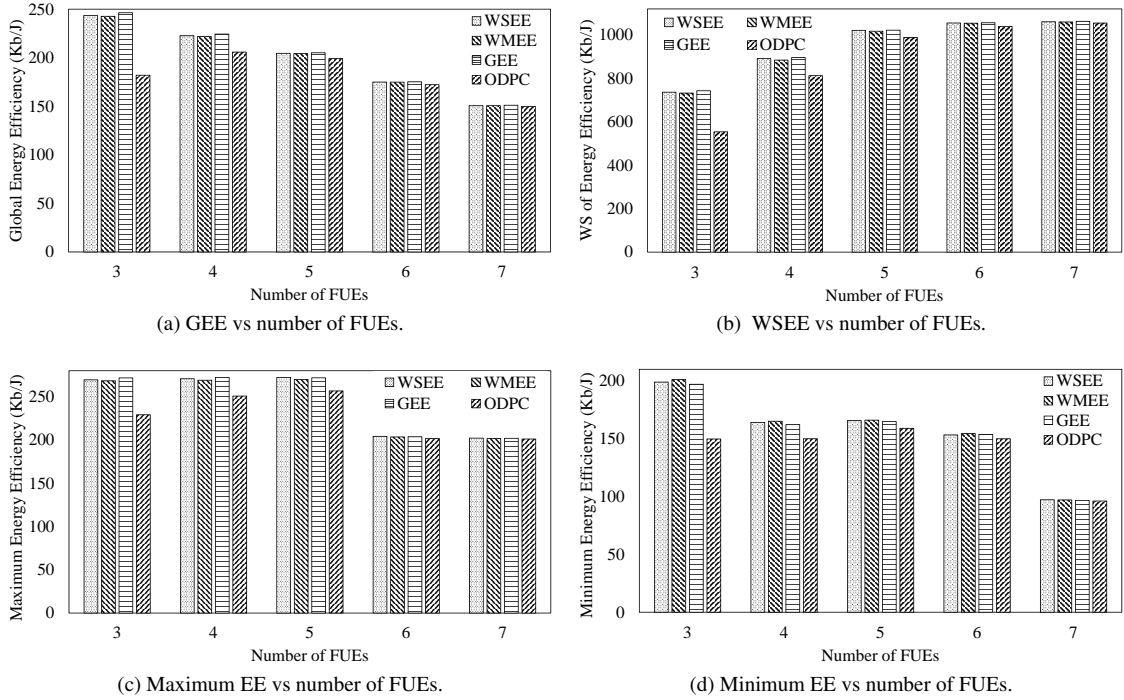 Global Energy Efficiency (Kb/J)
250
200
150
100
50
0
WSEE
WMEE
GEE
ODPC
3 4 5 6 7
Number of FUEs
(a) GEE vs number of FUEs.
WS of Energy Efficiency (Kb/J)
1000
800
600
400
200
0
WSEE WMEE
GEE ODPC
3 4 5 6 7
Number of FUEs
(b) WSEE vs number of FUEs.
Maximum Energy Efficiency (Kb/J)
250
200
150
100
50
0
WSEE WMEE
GEE ODPC
3 4 5 6 7
Number of FUEs
(c) Maximum EE vs number of FUEs.
Minimum Energy Efficiency (Kb/J)
200
150
100
50
0
WSEE
WMEE
GEE
ODPC
3 4 5 6 7
Number of FUEs
(d) Minimum EE vs number of FUEs.